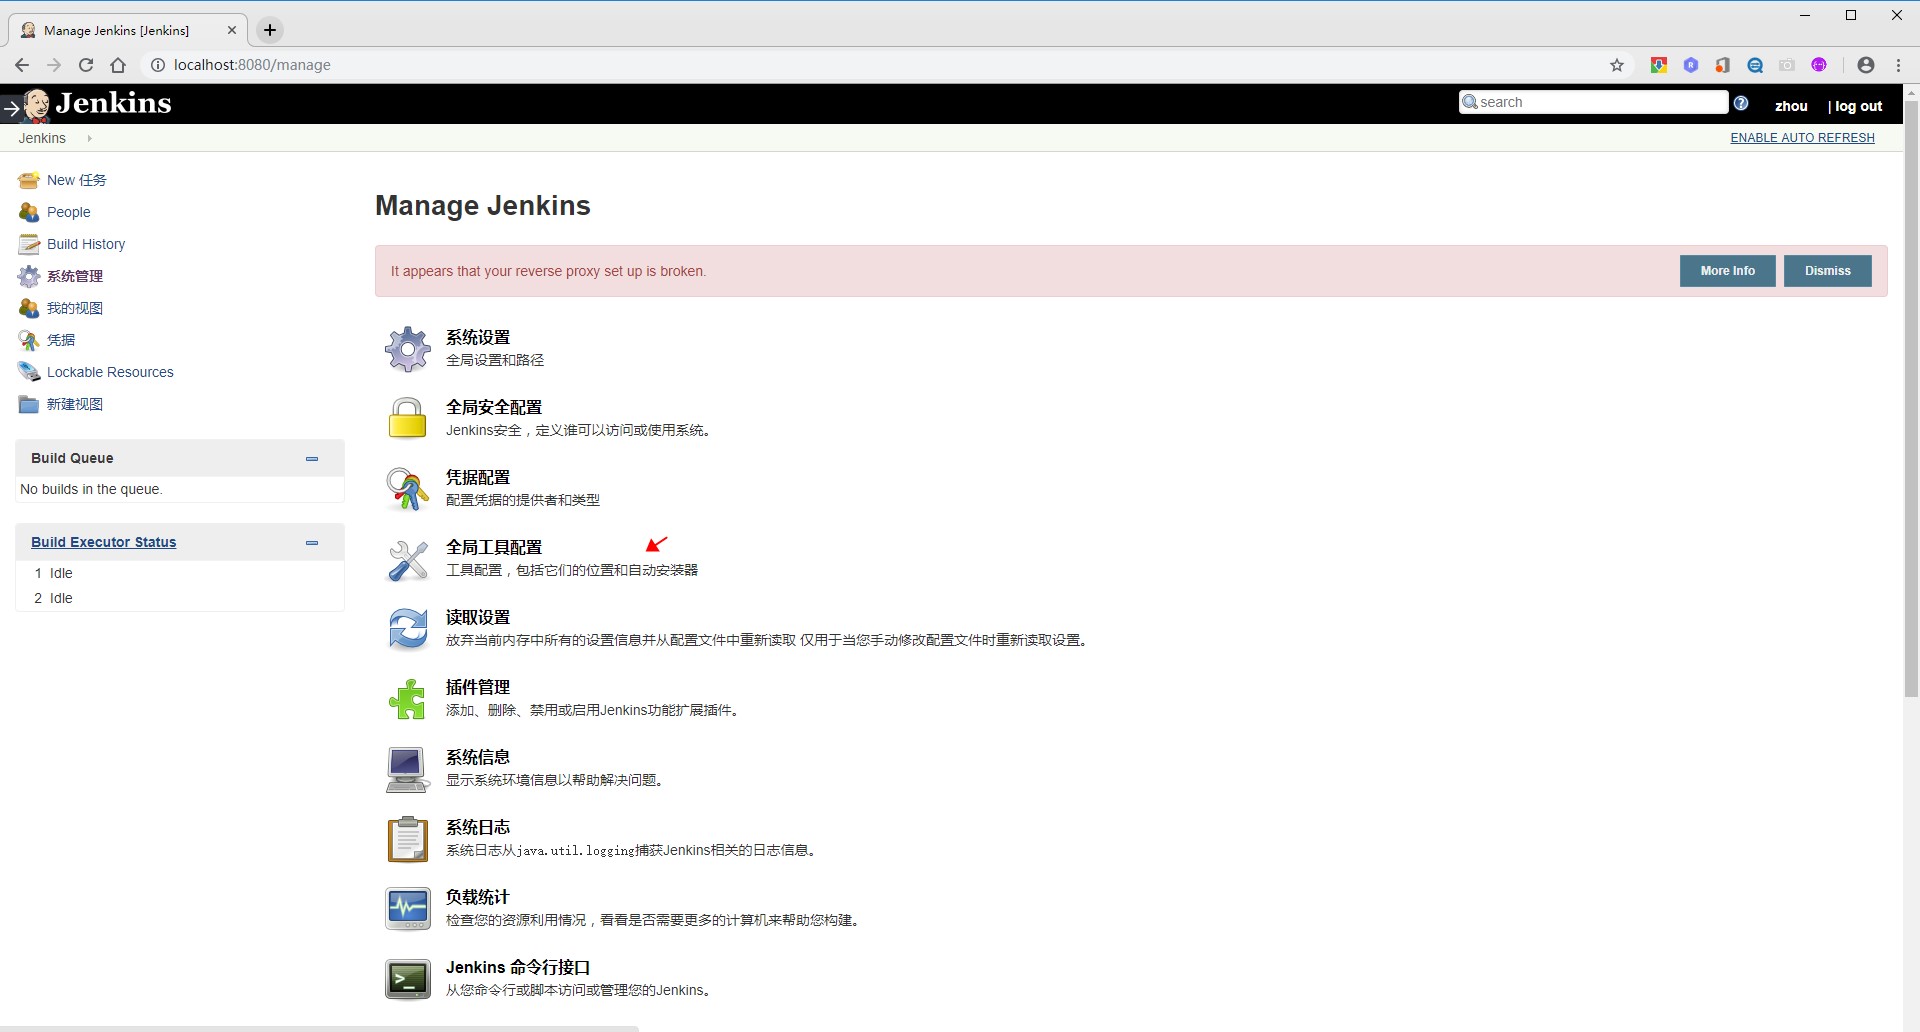 Manage Jenkins [Jenkins]
localhost:8080/manage
Jenkins
search
zhou
| log out
Jenkins
ENABLE AUTO REFRESH
New 任务
People
Build History
系统管理
我的视图
凭据
Lockable Resources
新建视图
Build Queue
No builds in the queue.
Build Executor Status
1 Idle
2 Idle
Manage Jenkins
It appears that your reverse proxy set up is broken.
More Info
Dismiss
系统设置
全局设置和路径
全局安全配置
Jenkins安全，定义谁可以访问或使用系统。
凭据配置
配置凭据的提供者和类型
全局工具配置
工具配置，包括它们的位置和自动安装器
读取设置
放弃当前内存中所有的设置信息并从配置文件中重新读取 仅用于当您手动修改配置文件时重新读取设置。
插件管理
添加、删除、禁用或启用Jenkins功能扩展插件。
系统信息
显示系统环境信息以帮助解决问题。
系统日志
系统日志从java.util.logging捕获Jenkins相关的日志信息。
负载统计
检查您的资源利用情况，看看是否需要更多的计算机来帮助您构建。
Jenkins 命令行接口
从您命令行或脚本访问或管理您的Jenkins。